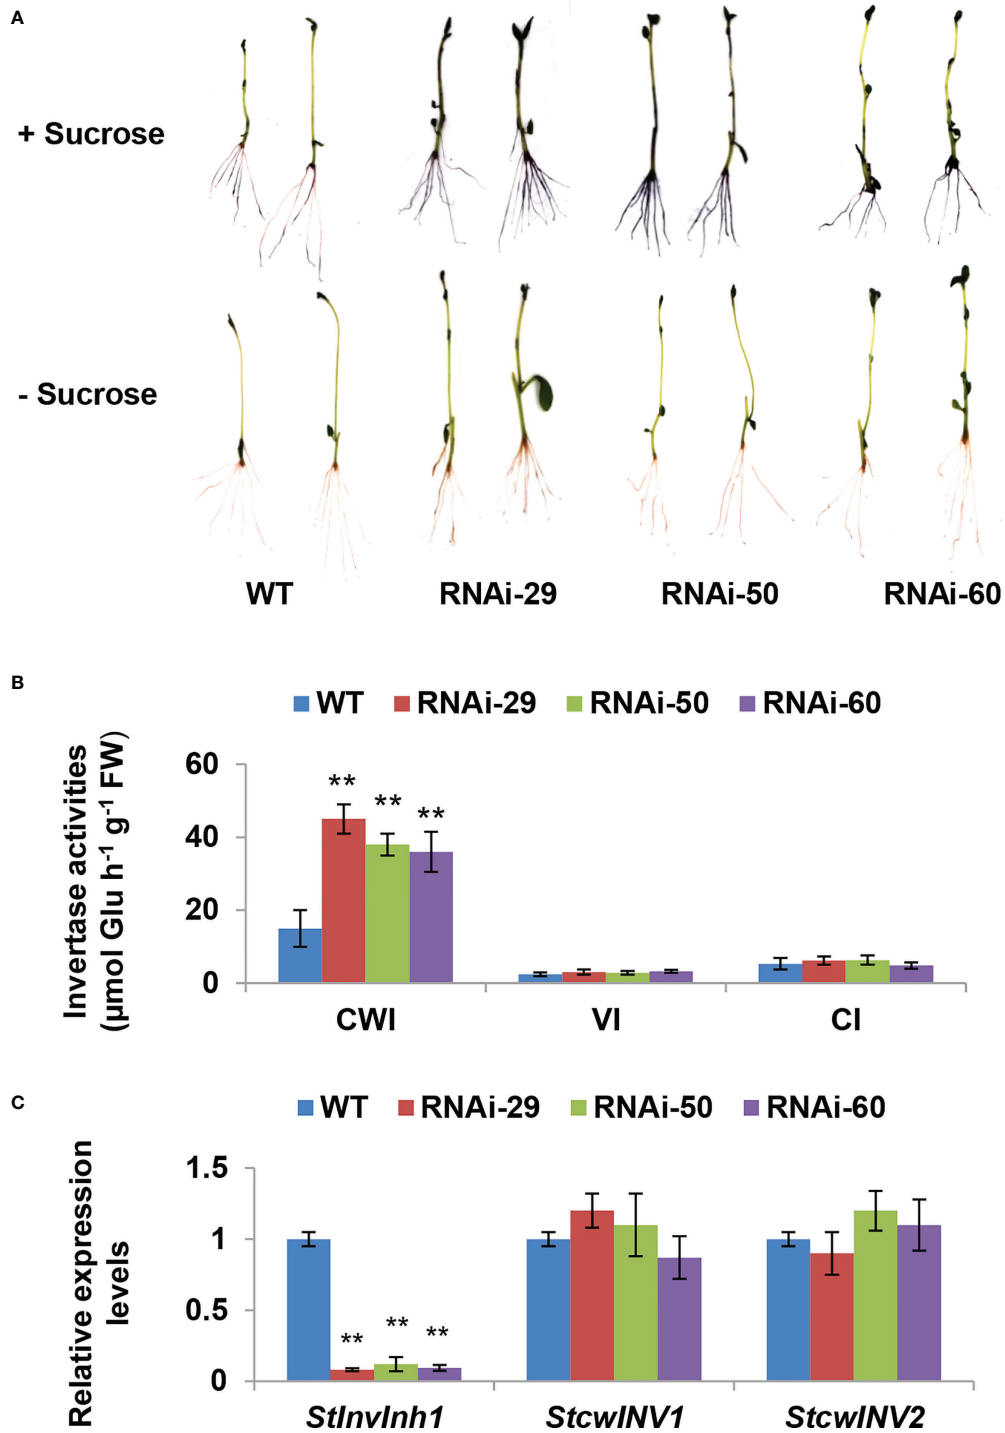 A
+ Sucrose
- Sucrose
WT RNAi-29 RNAi-50 RNAi-60
B
WT RNAi-29 RNAi-50 RNAi-60
Invertase activities
(µmol Glu h⁻¹ g⁻¹ FW)
60
40
20
0
** ** **
CWI VI CI
C
WT RNAi-29 RNAi-50 RNAi-60
Relative expression
levels
1.5
1
0.5
0
** ** **
StInvInh1 StcwINV1 StcwINV2